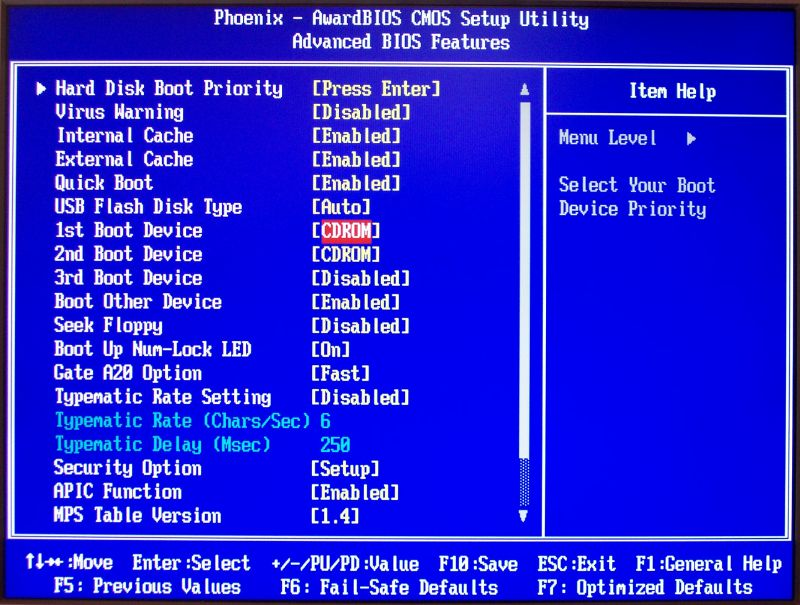 Phoenix - AwardBIOS CMOS Setup Utility
Advanced BIOS Features
Hard Disk Boot Priority [Press Enter]
Virus Warning [Disabled]
Internal Cache [Enabled]
External Cache [Enabled]
Quick Boot [Enabled]
USB Flash Disk Type [Auto]
1st Boot Device [CDROM]
2nd Boot Device [CDROM]
3rd Boot Device [Disabled]
Boot Other Device [Enabled]
Seek Floppy [Disabled]
Boot Up Num-Lock LED [On]
Gate A20 Option [Fast]
Typematic Rate Setting [Disabled]
Typematic Rate (Chars/Sec) 6
Typematic Delay (Msec) 250
Security Option [Setup]
APIC Function [Enabled]
MPS Table Version [1.4]
Item Help
Menu Level
Select Your Boot
Device Priority
↑↓→←:Move Enter:Select +/-/PU/PD:Value F10:Save ESC:Exit F1:General Help
F5: Previous Values F6: Fail-Safe Defaults F7: Optimized Defaults